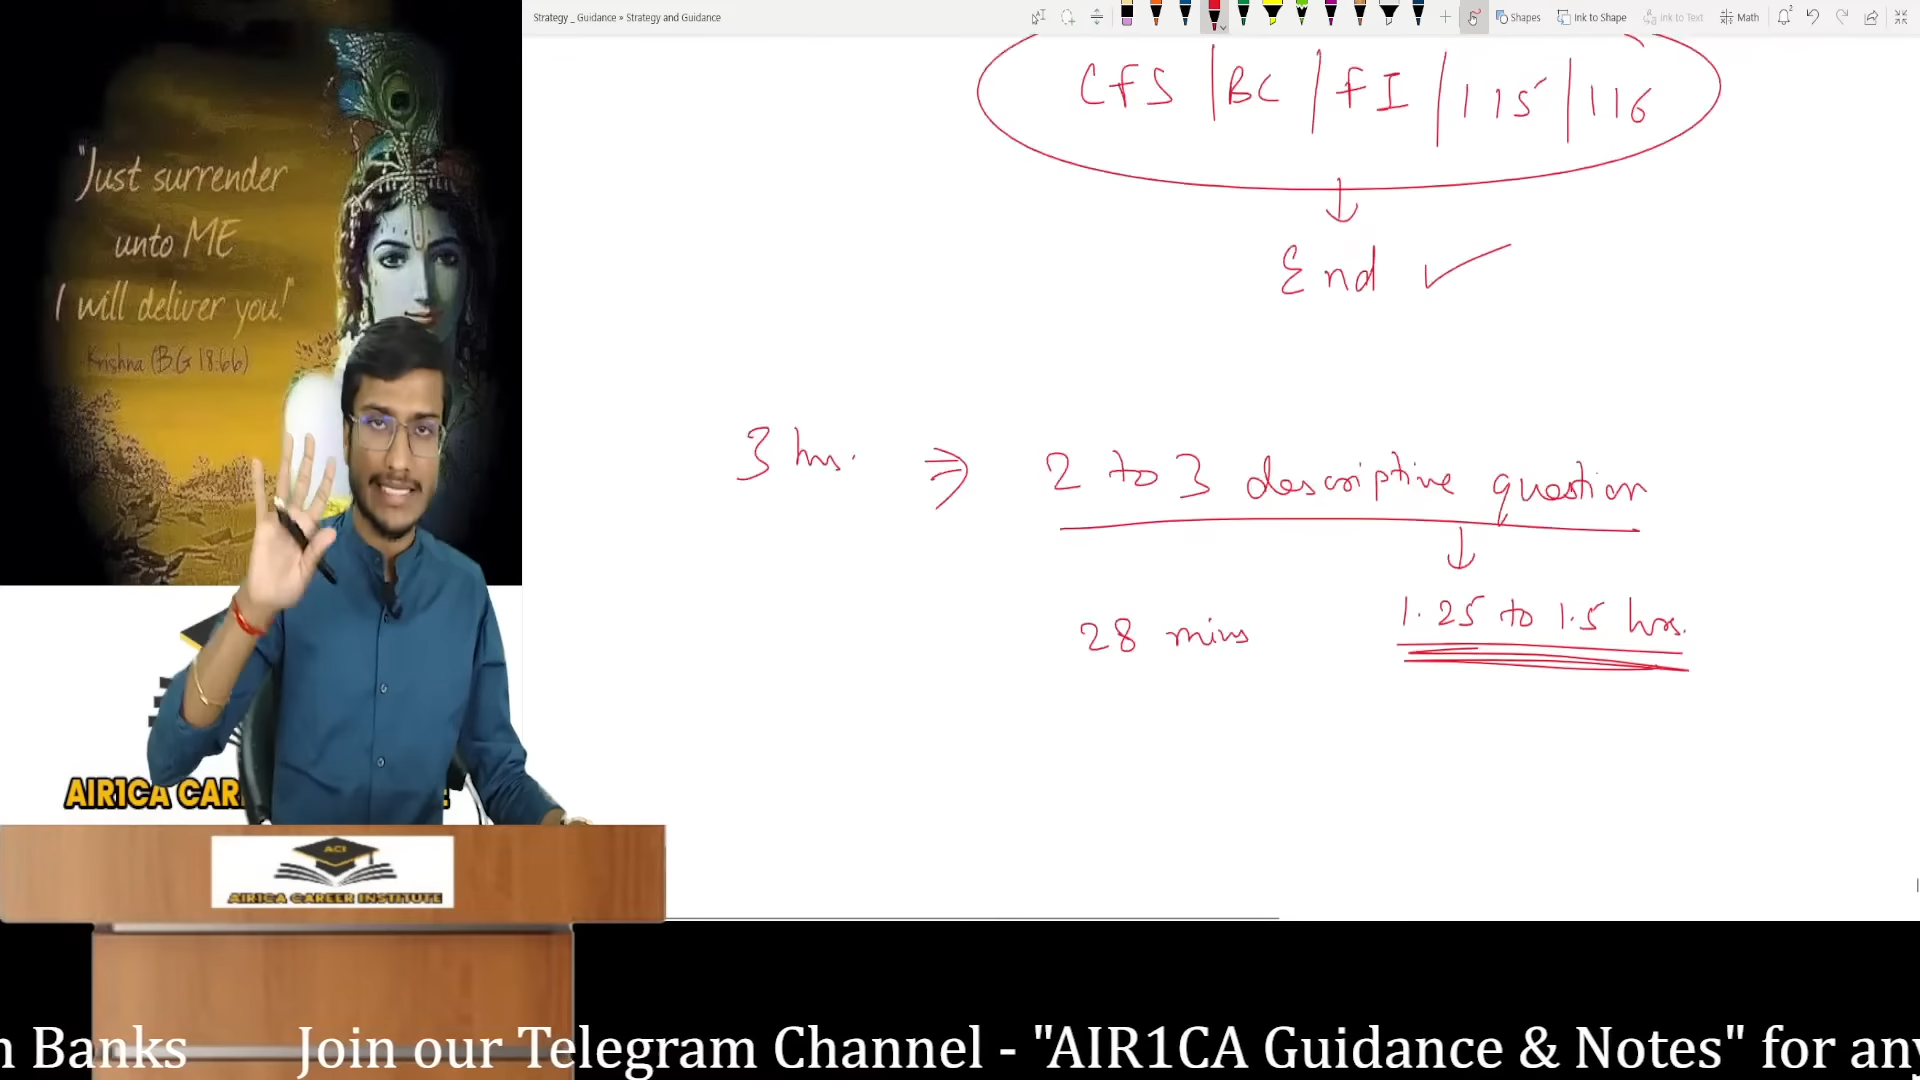 Strategy _ Guidance » Strategy and Guidance
Shapes
Ink to Shape
Ink to Text
Math
"Just surrender
unto ME
I will deliver you!"
-Krishna (B.G 18:66)
CFS | BC | FI | 115 | 116
↓
End ✓
3 hrs. ⇒ 2 to 3 descriptive question
↓
28 mins 1.25 to 1.5 hrs.
AIR1CA CAR
ACI
AIR1CA CAREER INSTITUTE
n Banks Join our Telegram Channel - "AIR1CA Guidance & Notes" for any